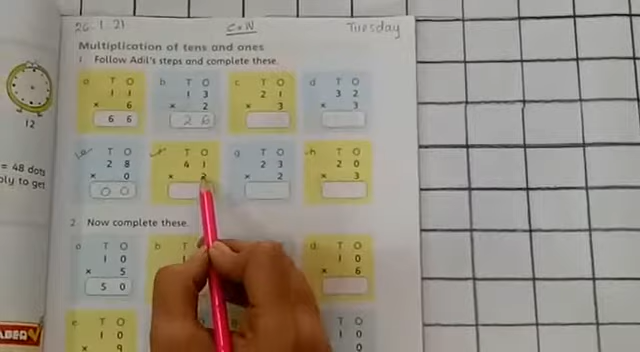 26.1.21 C.W Tuesday
Multiplication of tens and ones
1 Follow Adil's steps and complete these.
a T O b T O c T O d T O
1 1 1 3 2 1 3 2
× 6 × 2 × 3 × 3
6 6 2 6
T O T O g T O h T O
2 8 4 1 2 3 2 0
× 0 × 2 × 2 × 3
0 0
12
= 48 dots
ply to get
2 Now complete these.
a T O b T d T O
1 0 1 1 0
× 5 × 6
5 0
e T O T O
1 0 1 0
× 9 0